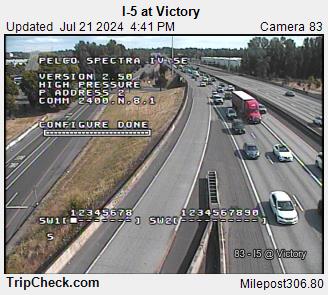 I-5 at Victory
Updated Jul 21 2024 4:41 PM Camera 83
PELCO SPECTRA IV SE
VERSION 2.50
HIGH PRESSURE
P ADDRESS 2
COMM 2400,N,8,1
CONFIGURE DONE
12345678 1234567890
SW1[ ] SW2[ ]
S
83 - I5 @ Victory
TripCheck.com Milepost306.80